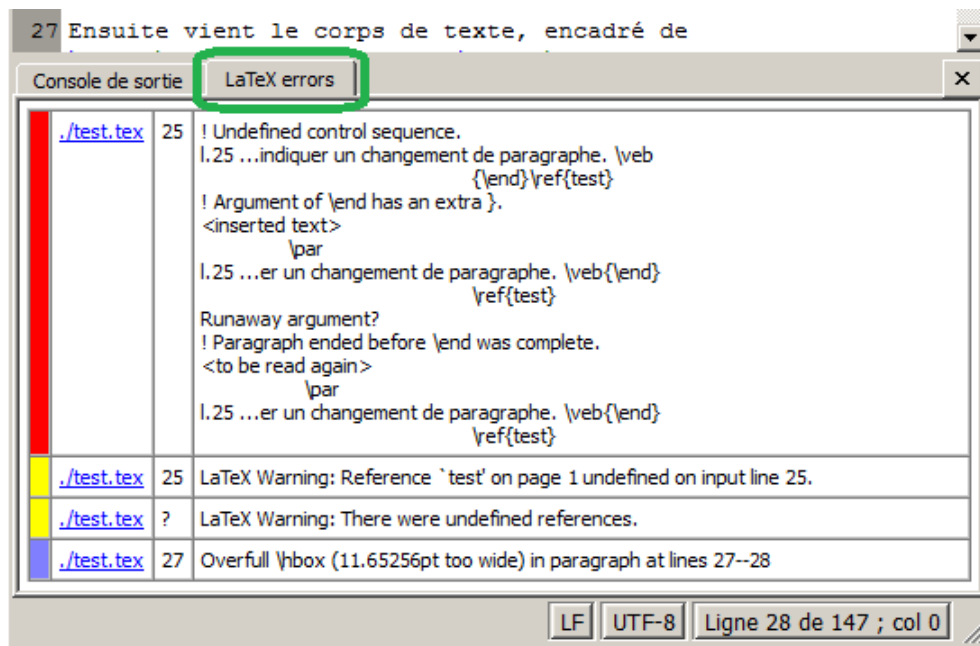 27 Ensuite vient le corps de texte, encadré de
Console de sortie LaTeX errors
./test.tex 25 ! Undefined control sequence.
l.25 ...indiquer un changement de paragraphe. \veb
{\end}\ref{test}
! Argument of \end has an extra }.
<inserted text>
\par
l.25 ...er un changement de paragraphe. \veb{\end}
\ref{test}
Runaway argument?
! Paragraph ended before \end was complete.
<to be read again>
\par
l.25 ...er un changement de paragraphe. \veb{\end}
\ref{test}
./test.tex 25 LaTeX Warning: Reference `test' on page 1 undefined on input line 25.
./test.tex ? LaTeX Warning: There were undefined references.
./test.tex 27 Overfull \hbox (11.65256pt too wide) in paragraph at lines 27--28
LF UTF-8 Ligne 28 de 147 ; col 0